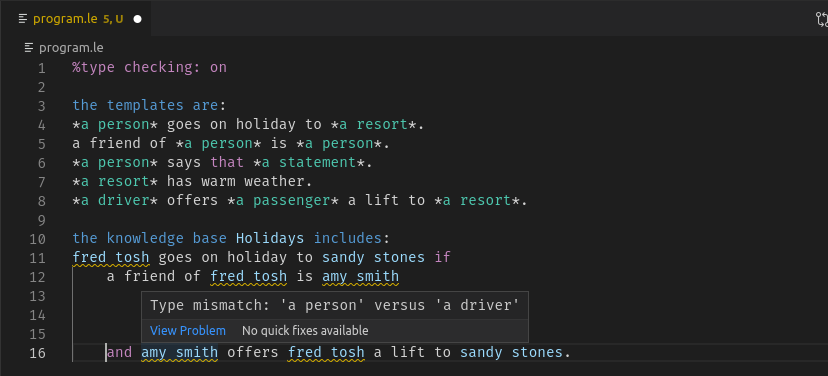 program.le 5, U
program.le
1 %type checking: on
2
3 the templates are:
4 *a person* goes on holiday to *a resort*.
5 a friend of *a person* is *a person*.
6 *a person* says that *a statement*.
7 *a resort* has warm weather.
8 *a driver* offers *a passenger* a lift to *a resort*.
9
10 the knowledge base Holidays includes:
11 fred tosh goes on holiday to sandy stones if
12 a friend of fred tosh is amy smith
13
Type mismatch: 'a person' versus 'a driver'
14
View Problem No quick fixes available
15
16 and amy smith offers fred tosh a lift to sandy stones.